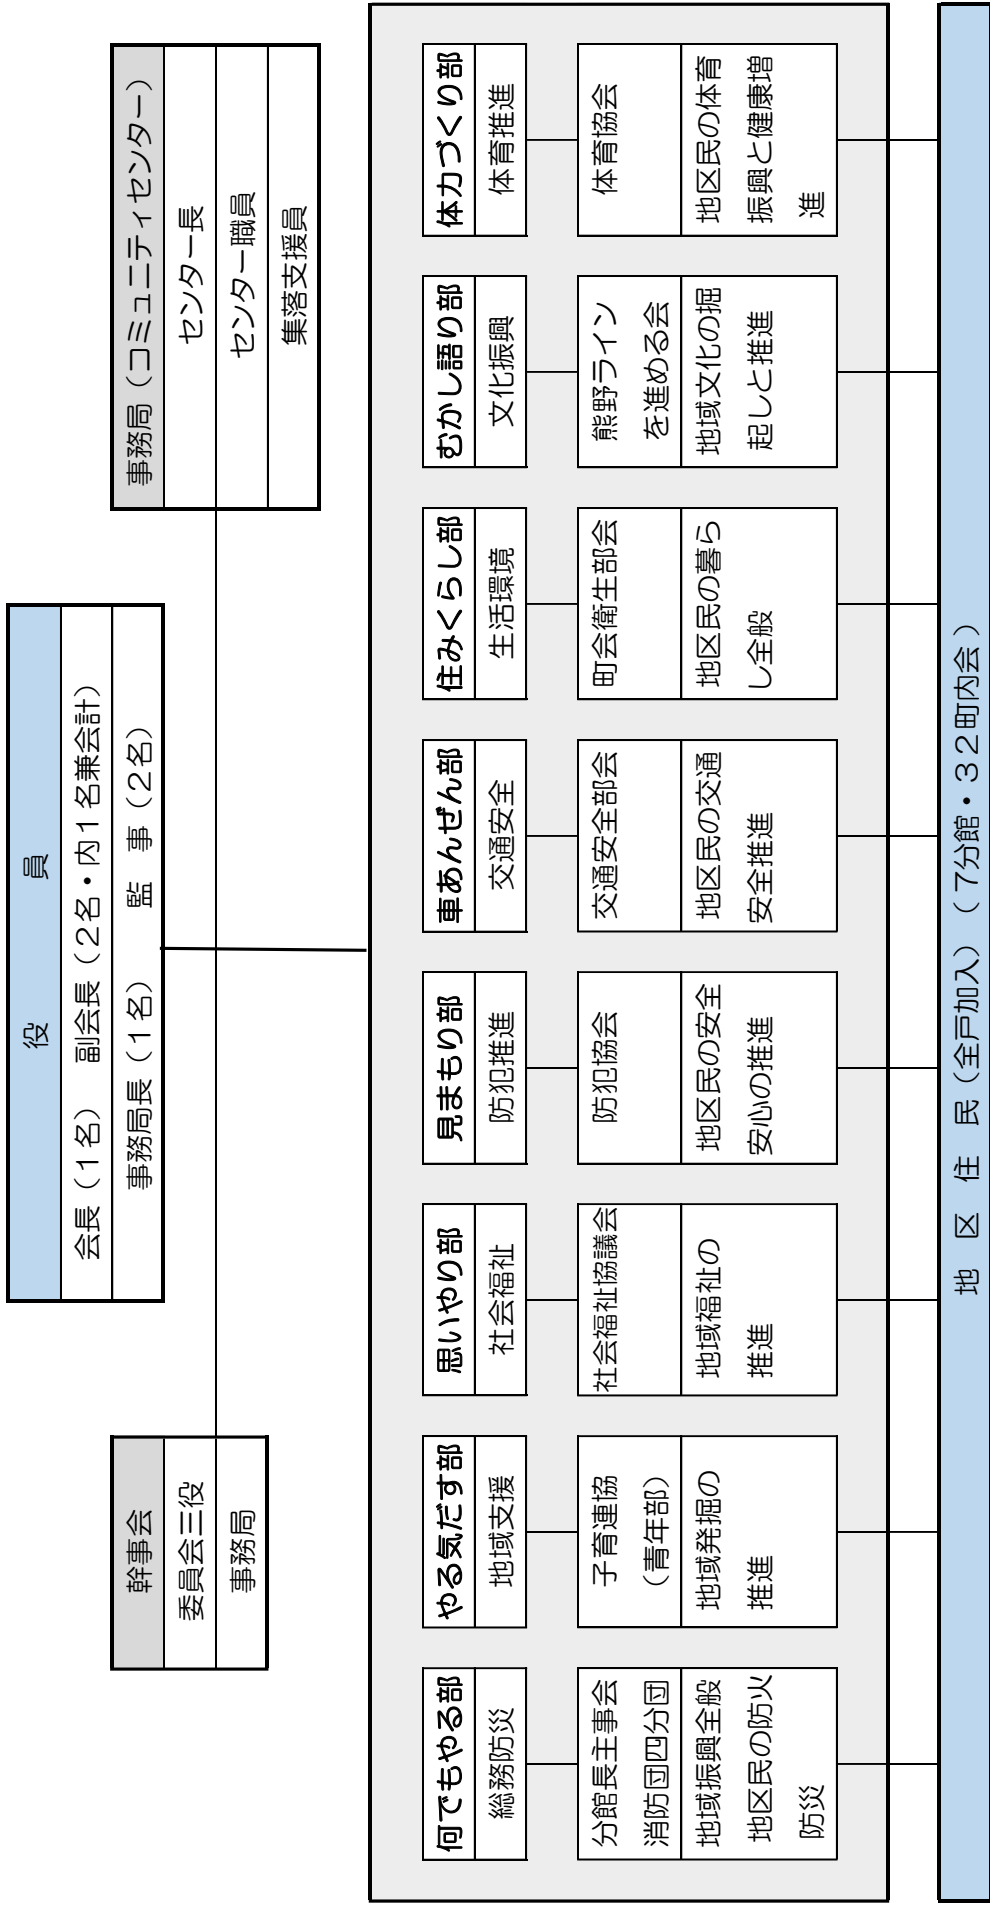 役　　　　　員
会長（１名）　副会長（２名・内１名兼会計）
事務局長（１名）　　監　事（２名）
幹事会
委員会三役
事務局
事務局（コミュニティセンター）
センター長
センター職員
集落支援員
何でもやる部
総務防災
分館長主事会
消防団四分団
地域振興全般
地区民の防火
防災
やる気だす部
地域支援
子育連協
（青年部）
地域発掘の
推進
思いやり部
社会福祉
社会福祉協議会
地域福祉の
推進
見まもり部
防犯推進
防犯協会
地区民の安全
安心の推進
車あんぜん部
交通安全
交通安全部会
地区民の交通
安全推進
住みくらし部
生活環境
町会衛生部会
地区民の暮ら
し全般
むかし語り部
文化振興
熊野ライン
を進める会
地域文化の掘
起しと推進
体力づくり部
体育推進
体育協会
地区民の体育
振興と健康増
進
地　区　住　民（全戸加入）　（７分館・３２町内会）